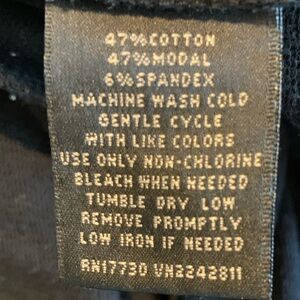 47%COTTON
47%MODAL
6%SPANDEX
MACHINE WASH COLD
GENTLE CYCLE
WITH LIKE COLORS
USE ONLY NON-CHLORINE
BLEACH WHEN NEEDED
TUMBLE DRY LOW
REMOVE PROMPTLY
LOW IRON IF NEEDED
RN17730 VN2242811